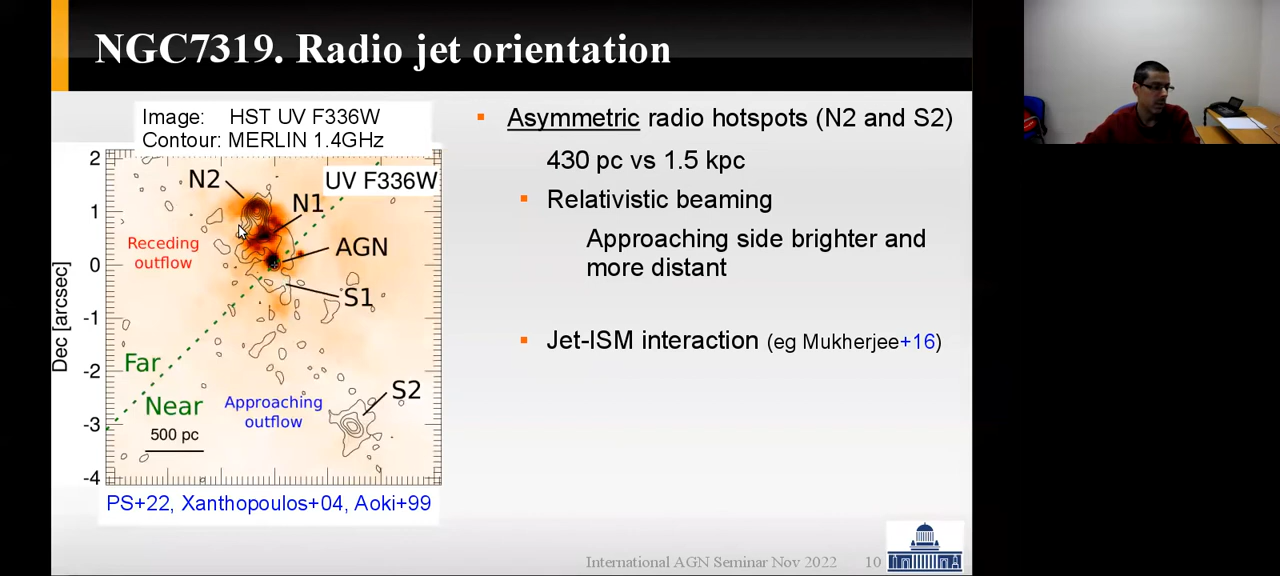 NGC7319. Radio jet orientation
Image: HST UV F336W
Contour: MERLIN 1.4GHz
2
1
0
-1
-2
-3
-4
Dec [arcsec]
UV F336W
N2
N1
AGN
S1
S2
Receding
outflow
Far
Near
Approaching
outflow
500 pc
PS+22, Xanthopoulos+04, Aoki+99
Asymmetric radio hotspots (N2 and S2)
430 pc vs 1.5 kpc
Relativistic beaming
Approaching side brighter and
more distant
Jet-ISM interaction (eg Mukherjee+16)
International AGN Seminar Nov 2022
10